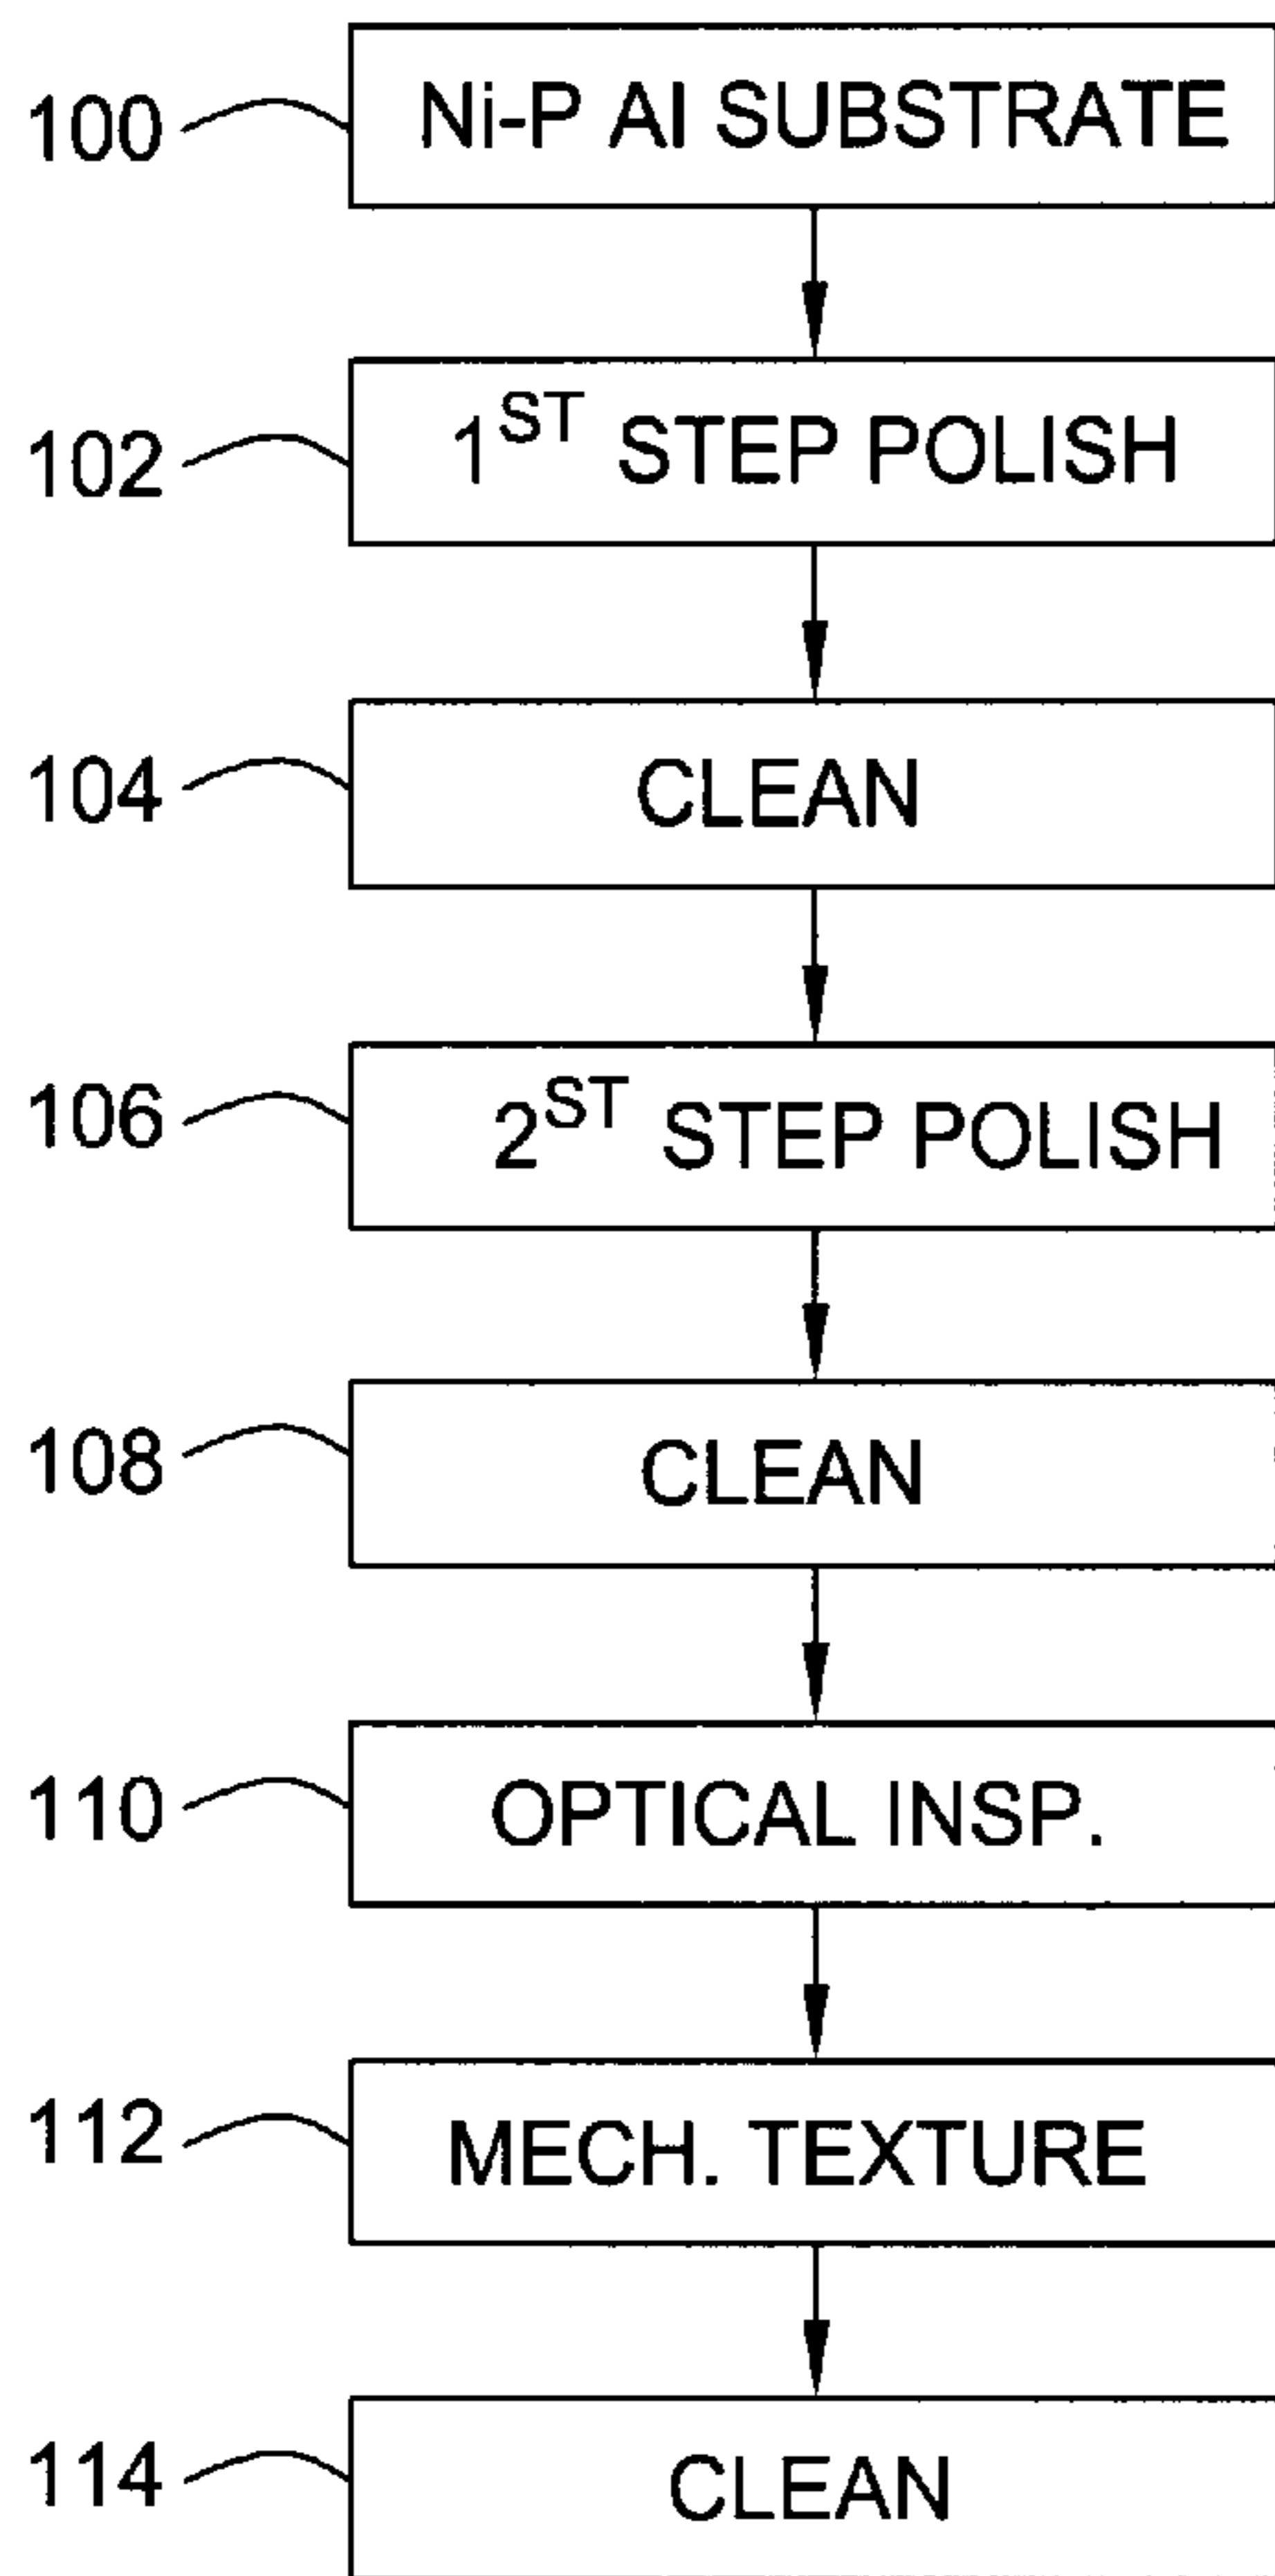 100 Ni-P Al SUBSTRATE
102 1ST STEP POLISH
104 CLEAN
106 2ST STEP POLISH
108 CLEAN
110 OPTICAL INSP.
112 MECH. TEXTURE
114 CLEAN